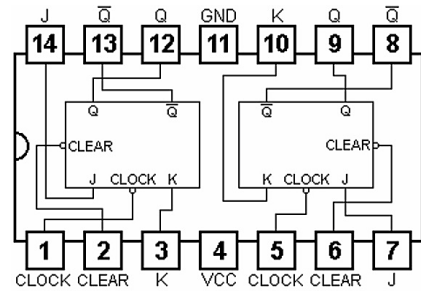 J Q̅ Q GND K Q Q̅
14 13 12 11 10 9 8
Q Q̅ Q̅ Q
CLEAR CLEAR
J CLOCK K K CLOCK J
1 2 3 4 5 6 7
CLOCK CLEAR K VCC CLOCK CLEAR J